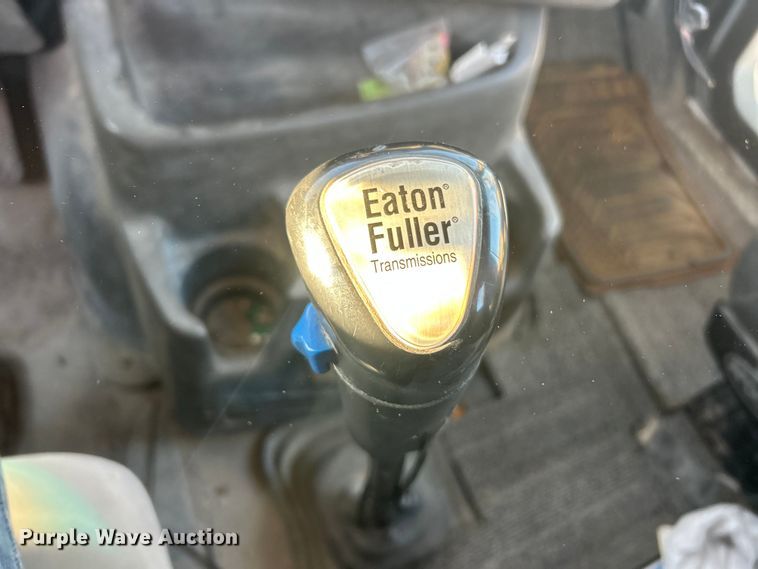 Eaton®
Fuller®
Transmissions
Purple Wave Auction